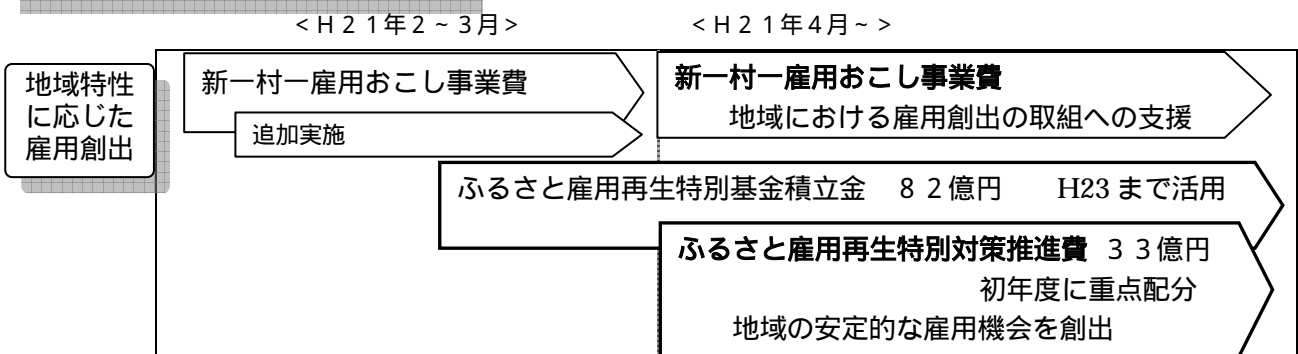 <H21年2~3月>
<H21年4月~>
地域特性
に応じた
雇用創出
新一村一雇用おこし事業費
追加実施
新一村一雇用おこし事業費
地域における雇用創出の取組への支援
ふるさと雇用再生特別基金積立金 82億円 H23まで活用
ふるさと雇用再生特別対策推進費 33億円
初年度に重点配分
地域の安定的な雇用機会を創出